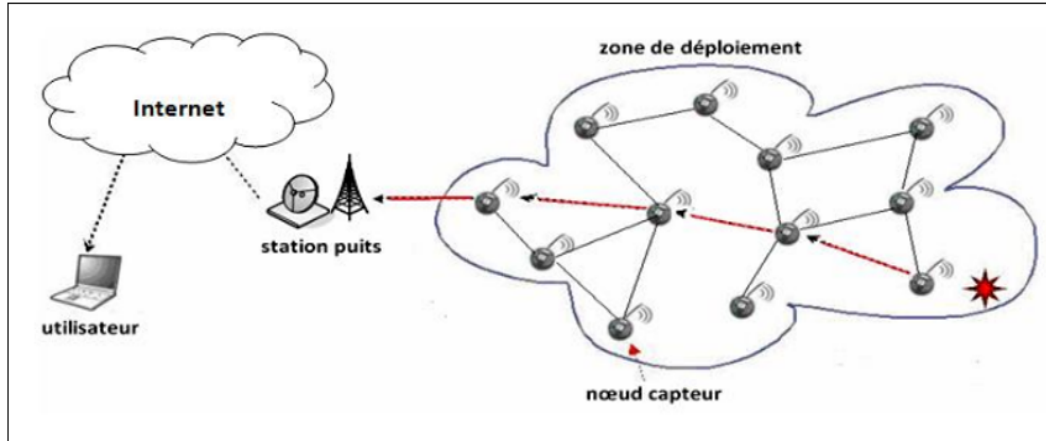 zone de déploiement
Internet
station puits
utilisateur
nœud capteur